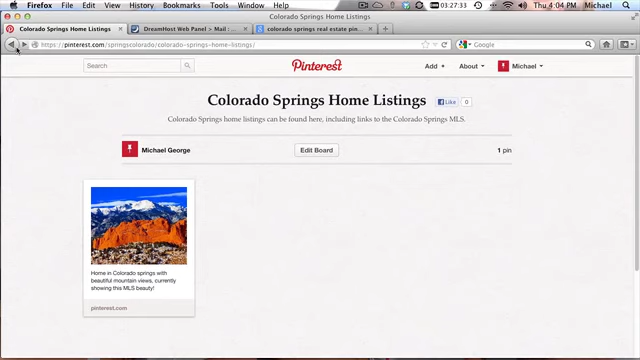 Firefox File Edit View History Bookmarks
03:27:33
Thu 4:04 PM Michael
Colorado Springs Home Listings
Colorado Springs Home Listings
DreamHost Web Panel > Mail :
colorado springs real estate pin...
https://pinterest.com/springscolorado/colorado-springs-home-listings/
Google
Search
Pinterest
Add +
About
Michael
Colorado Springs Home Listings
Like
0
Colorado Springs home listings can be found here, including links to the Colorado Springs MLS.
Michael George
Edit Board
1 pin
Home in Colorado springs with
beautiful mountain views, currently
showing this MLS beauty!
pinterest.com